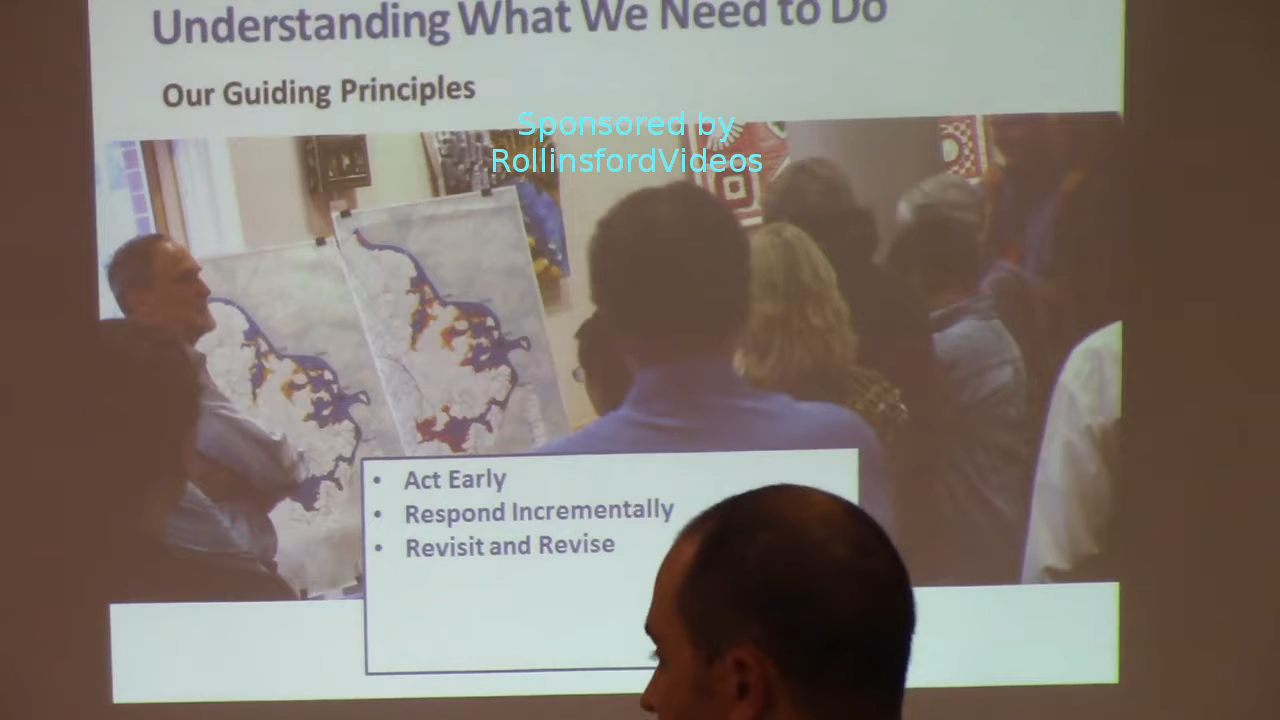 Understanding What We Need to Do
Our Guiding Principles
Sponsored by
RollinsfordVideos
• Act Early
• Respond Incrementally
• Revisit and Revise